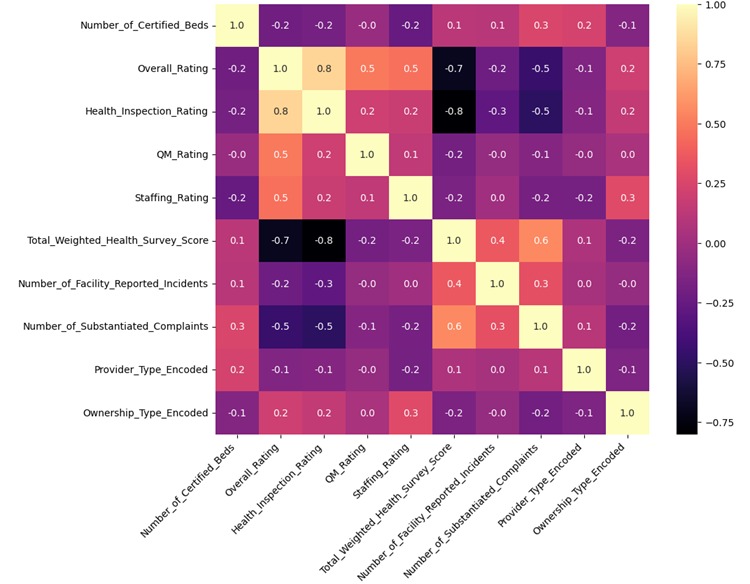 Number_of_Certified_Beds 1.0 -0.2 -0.2 -0.0 -0.2 0.1 0.1 0.3 0.2 -0.1
Overall_Rating -0.2 1.0 0.8 0.5 0.5 -0.7 -0.2 -0.5 -0.1 0.2
Health_Inspection_Rating -0.2 0.8 1.0 0.2 0.2 -0.8 -0.3 -0.5 -0.1 0.2
QM_Rating -0.0 0.5 0.2 1.0 0.1 -0.2 -0.0 -0.1 -0.0 0.0
Staffing_Rating -0.2 0.5 0.2 0.1 1.0 -0.2 0.0 -0.2 -0.2 0.3
Total_Weighted_Health_Survey_Score 0.1 -0.7 -0.8 -0.2 -0.2 1.0 0.4 0.6 0.1 -0.2
Number_of_Facility_Reported_Incidents 0.1 -0.2 -0.3 -0.0 0.0 0.4 1.0 0.3 0.0 -0.0
Number_of_Substantiated_Complaints 0.3 -0.5 -0.5 -0.1 -0.2 0.6 0.3 1.0 0.1 -0.2
Provider_Type_Encoded 0.2 -0.1 -0.1 -0.0 -0.2 0.1 0.0 0.1 1.0 -0.1
Ownership_Type_Encoded -0.1 0.2 0.2 0.0 0.3 -0.2 -0.0 -0.2 -0.1 1.0
Number_of_Certified_Beds
Overall_Rating
Health_Inspection_Rating
QM_Rating
Staffing_Rating
Total_Weighted_Health_Survey_Score
Number_of_Facility_Reported_Incidents
Number_of_Substantiated_Complaints
Provider_Type_Encoded
Ownership_Type_Encoded
1.00
0.75
0.50
0.25
0.00
−0.25
−0.50
−0.75